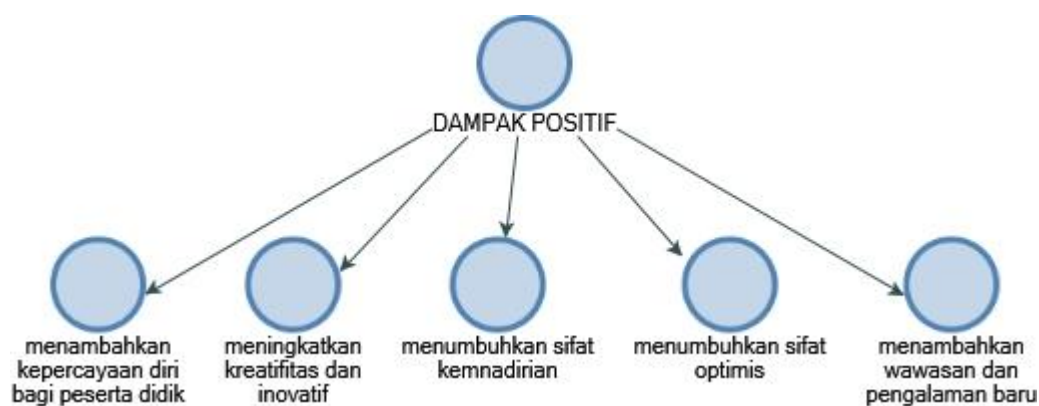 DAMPAK POSITIF
menambahkan
kepercayaan diri
bagi peserta didik
meningkatkan
kreatifitas dan
inovatif
menumbuhkan sifat
kemnadirian
menumbuhkan sifat
optimis
menambahkan
wawasan dan
pengalaman baru